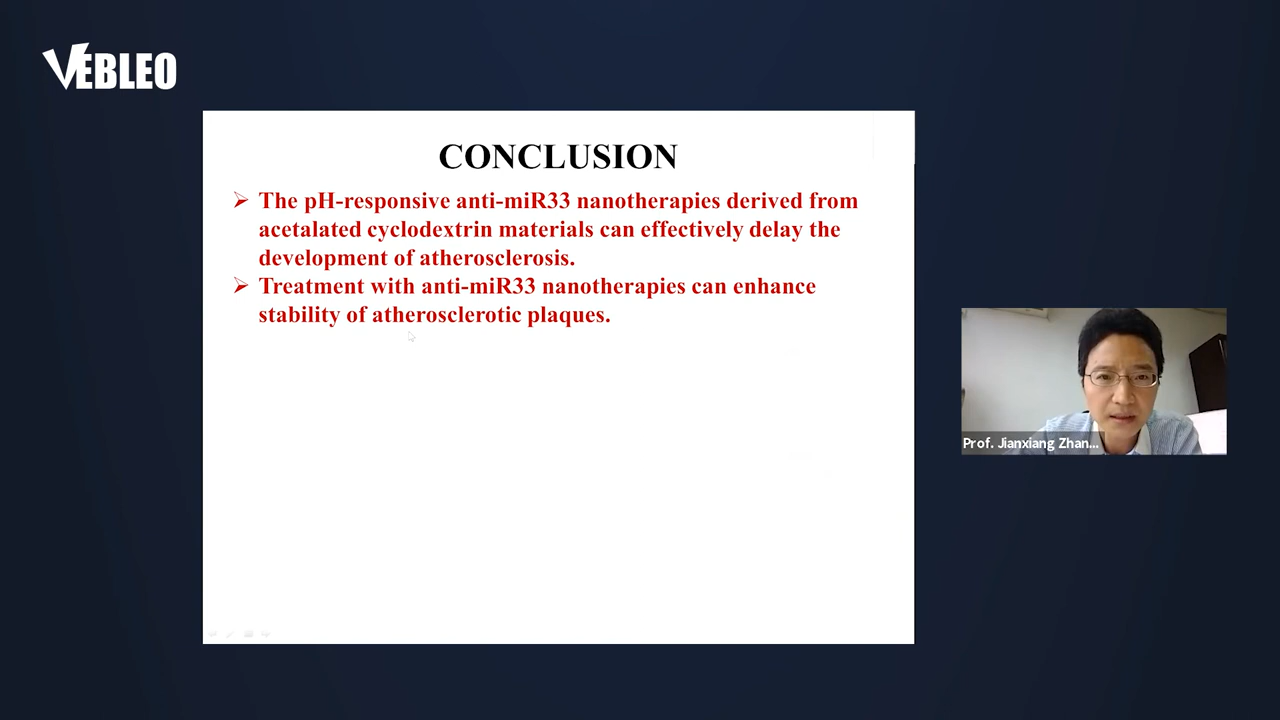 VEBLEO
CONCLUSION
The pH-responsive anti-miR33 nanotherapies derived from
acetalated cyclodextrin materials can effectively delay the
development of atherosclerosis.
Treatment with anti-miR33 nanotherapies can enhance
stability of atherosclerotic plaques.
Prof. Jianxiang Zhan...